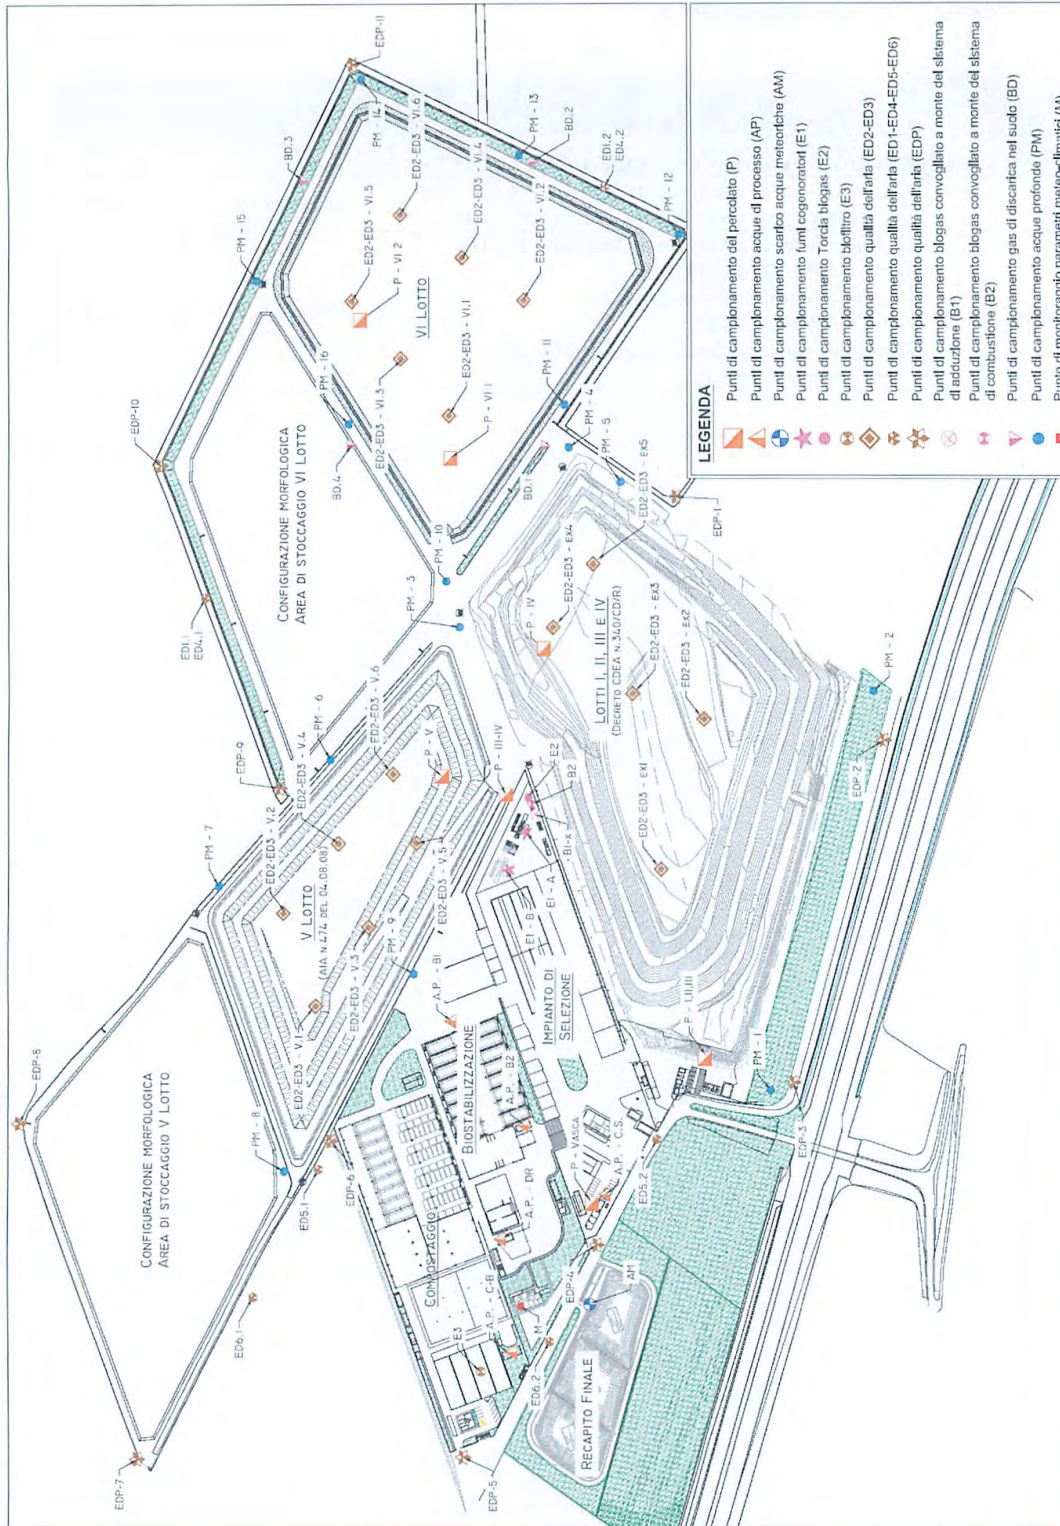 EDP-11
PM - 14
BD.3
PM - 15
PM - 13
BD.2
ED1.2
ED4.2
PM - 12
ED2-ED3 - VI.6
ED2-ED3 - VI.5
ED2-ED3 - VI.4
ED2-ED3 - VI.2
P - VI 2
VI LOTTO
ED2-ED3 - VI.1
ED2-ED3 - VI.3
P - VI 1
PM - 16
PM - 11
PM - 4
BD.4
BD.1
PM - 5
EDP-10
CONFIGURAZIONE MORFOLOGICA
AREA DI STOCCAGGIO VI LOTTO
ED1.1
ED4.1
EDP-9
PM - 10
PM - 3
PM - 6
EDP-1
ED2-ED3 - EX5
ED2-ED3 - EX4
P - IV
LOTTI I, II, III E IV
(DECRETO CDEA N.340/CD/R)
ED2-ED3 - EX3
ED2-ED3 - EX2
ED2-ED3 - EX1
PM - 2
EDP-2
ED2-ED3 - V.6
ED2-ED3 - V.4
ED2-ED3 - V.2
P - V
P - III-IV
E2
B2
B1-X
E1 - A
E1 - B
PM - 7
V LOTTO
(AIA N.474 DEL 04.08.08)
ED2-ED3 - V.5
ED2-ED3 - V.3
ED2-ED3 - V.1
PM - 9
PM - 8
A.P. - B1
BIOSTABILIZZAZIONE
IMPIANTO DI
SELEZIONE
A.P. - B2
P - I,II,III
PM - 1
EDP-3
EDP-8
CONFIGURAZIONE MORFOLOGICA
AREA DI STOCCAGGIO V LOTTO
ED5.1
EDP-6
COMPOSTAGGIO
A.P. - DR
P - VASCA
A.P. - C.S.
ED5.2
EDP-4
AM
ED6.1
E3
A.P. - C-B
M
ED6.2
RECAPITO FINALE
EDP-7
EDP-5
LEGENDA
Punti di campionamento del percolato (P)
Punti di campionamento acque di processo (AP)
Punti di campionamento scarico acque meteoriche (AM)
Punti di campionamento fumi cogeneratori (E1)
Punti di campionamento Torcia biogas (E2)
Punti di campionamento biofiltro (E3)
Punti di campionamento qualità dell'aria (ED2-ED3)
Punti di campionamento qualità dell'aria (ED1-ED4-ED5-ED6)
Punti di campionamento qualità dell'aria (EDP)
Punti di campionamento biogas convogliato a monte del sistema
di adduzione (B1)
Punti di campionamento biogas convogliato a monte del sistema
di combustione (B2)
Punti di campionamento gas di discarica nel suolo (BD)
Punti di campionamento acque profonde (PM)
Punto di monitoraggio parametri meteo-climatici (M)